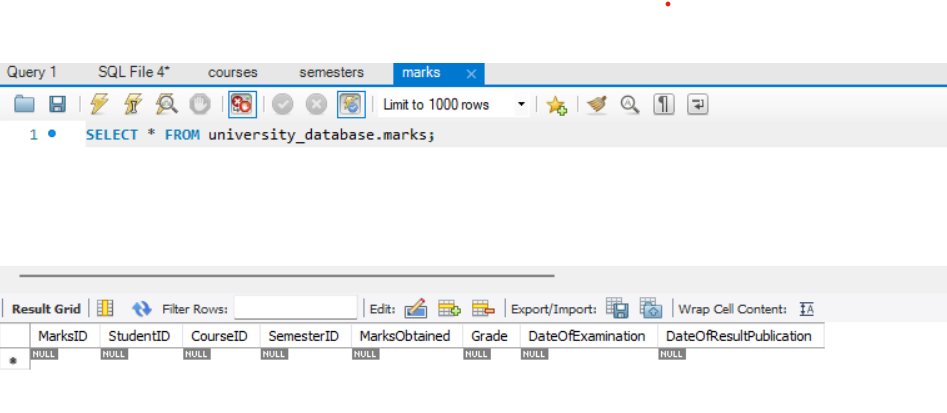 Query 1 SQL File 4* courses semesters marks
Limit to 1000 rows
1 SELECT * FROM university_database.marks;
Result Grid Filter Rows: Edit: Export/Import: Wrap Cell Content: IA
MarksID StudentID CourseID SemesterID MarksObtained Grade DateOfExamination DateOfResultPublication
NULL NULL NULL NULL NULL NULL NULL NULL